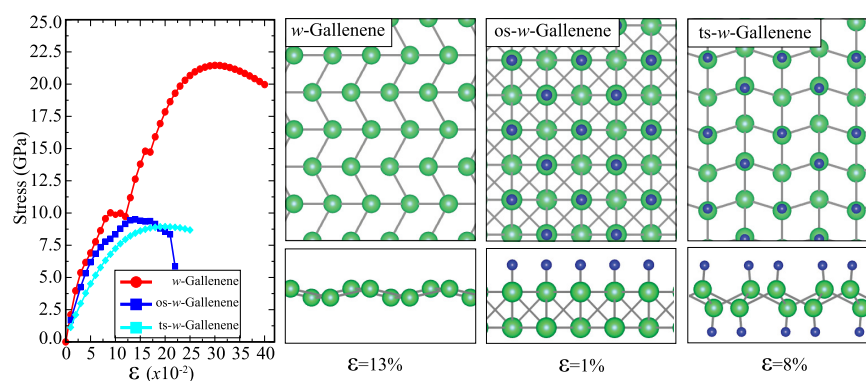 25.0
22.5
20.0
17.5
15.0
12.5
10.0
7.5
5.0
2.5
0.0
Stress (GPa)
0 5 10 15 20 25 30 35 40
ε (x10-2)
w-Gallenene
os-w-Gallenene
ts-w-Gallenene
w-Gallenene
os-w-Gallenene
ts-w-Gallenene
ε=13%
ε=1%
ε=8%